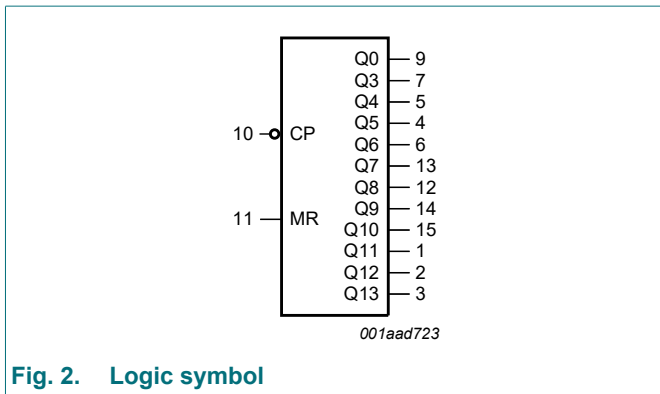 Q0 9
Q3 7
Q4 5
Q5 4
10 CP Q6 6
Q7 13
Q8 12
Q9 14
11 MR Q10 15
Q11 1
Q12 2
Q13 3
001aad723
Fig. 2. Logic symbol